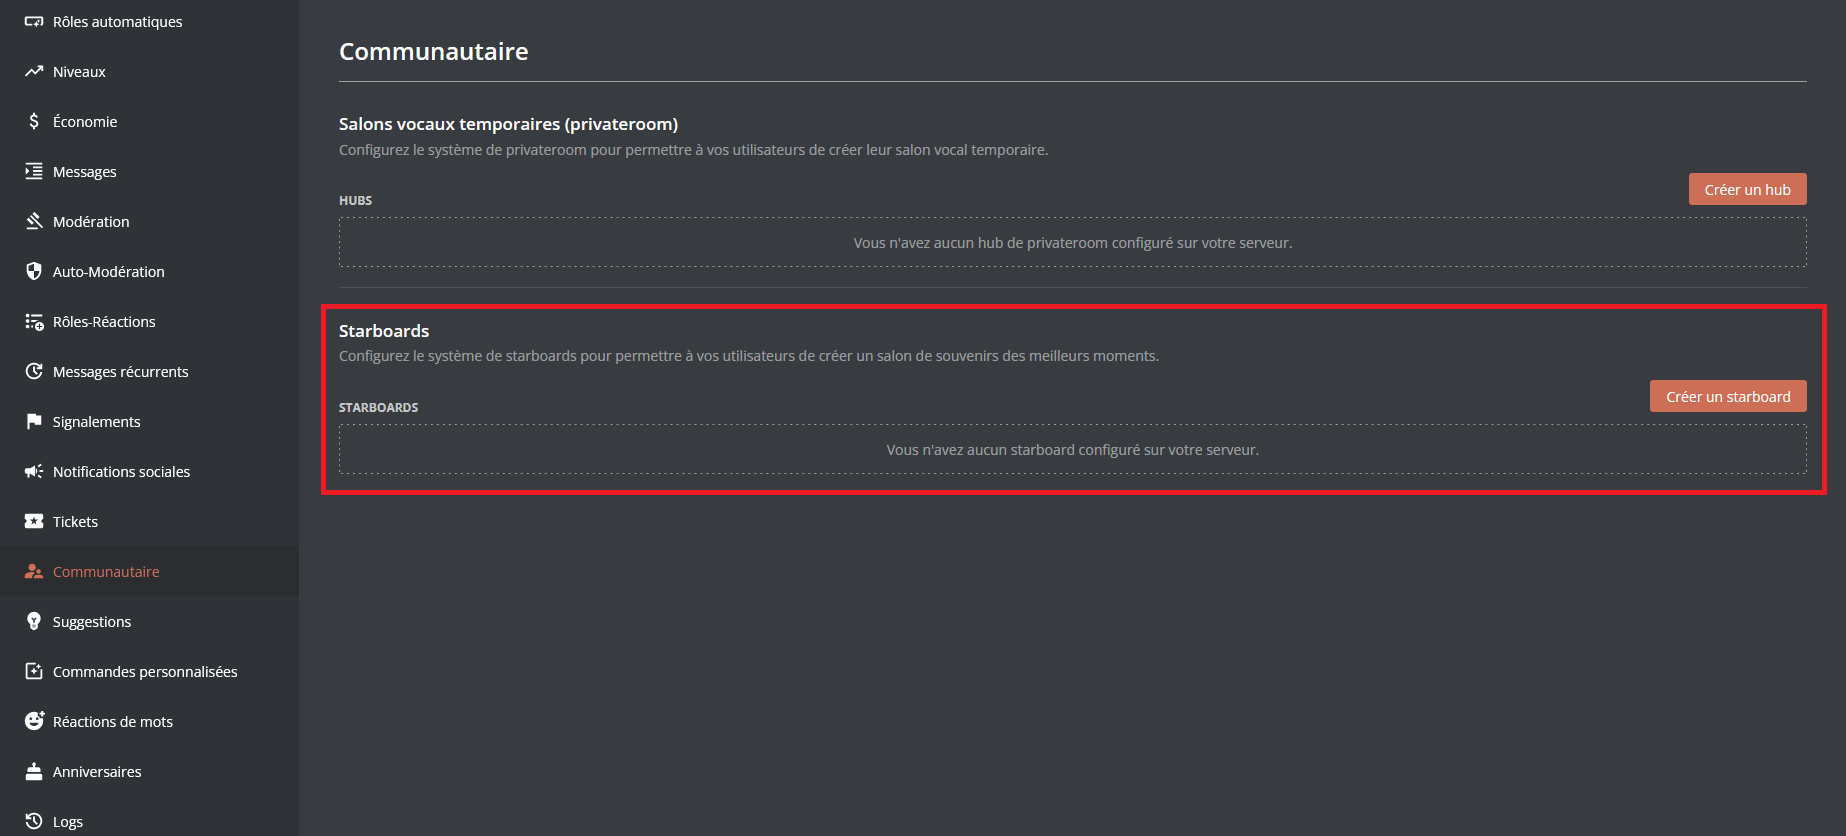 Rôles automatiques
Niveaux
Économie
Messages
Modération
Auto-Modération
Rôles-Réactions
Messages récurrents
Signalements
Notifications sociales
Tickets
Communautaire
Suggestions
Commandes personnalisées
Réactions de mots
Anniversaires
Logs
Communautaire
Salons vocaux temporaires (privateroom)
Configurez le système de privateroom pour permettre à vos utilisateurs de créer leur salon vocal temporaire.
Créer un hub
HUBS
Vous n'avez aucun hub de privateroom configuré sur votre serveur.
Starboards
Configurez le système de starboards pour permettre à vos utilisateurs de créer un salon de souvenirs des meilleurs moments.
Créer un starboard
STARBOARDS
Vous n'avez aucun starboard configuré sur votre serveur.